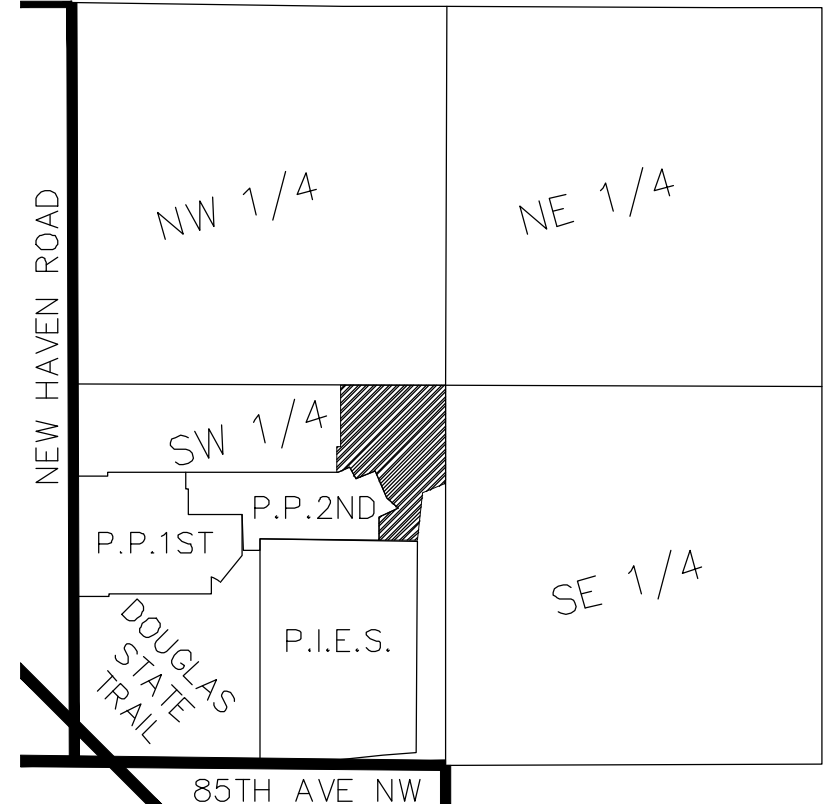 NW 1/4
NE 1/4
NEW HAVEN ROAD
SW 1/4
P.P.2ND
P.P.1ST
SE 1/4
P.I.E.S.
DOUGLAS
STATE
TRAIL
85TH AVE NW